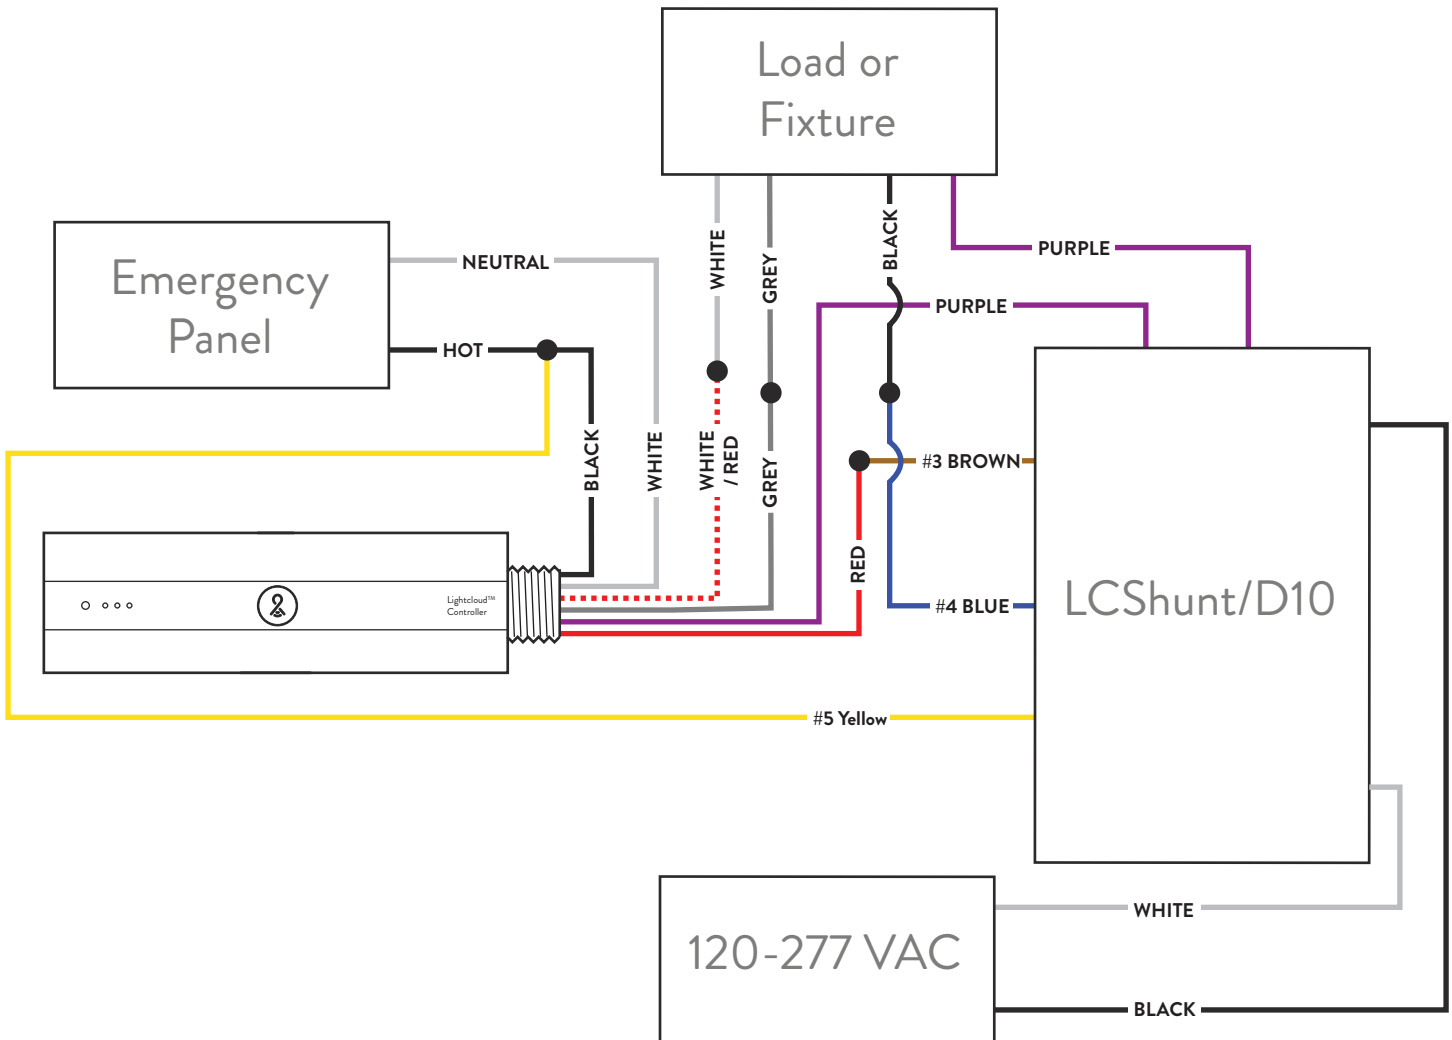 Load or
Fixture
Emergency
Panel
NEUTRAL
HOT
BLACK
WHITE
WHITE
WHITE
/ RED
GREY
GREY
BLACK
PURPLE
PURPLE
#3 BROWN
RED
#4 BLUE
LCShunt/D10
Lightcloud™
Controller
#5 Yellow
WHITE
120-277 VAC
BLACK